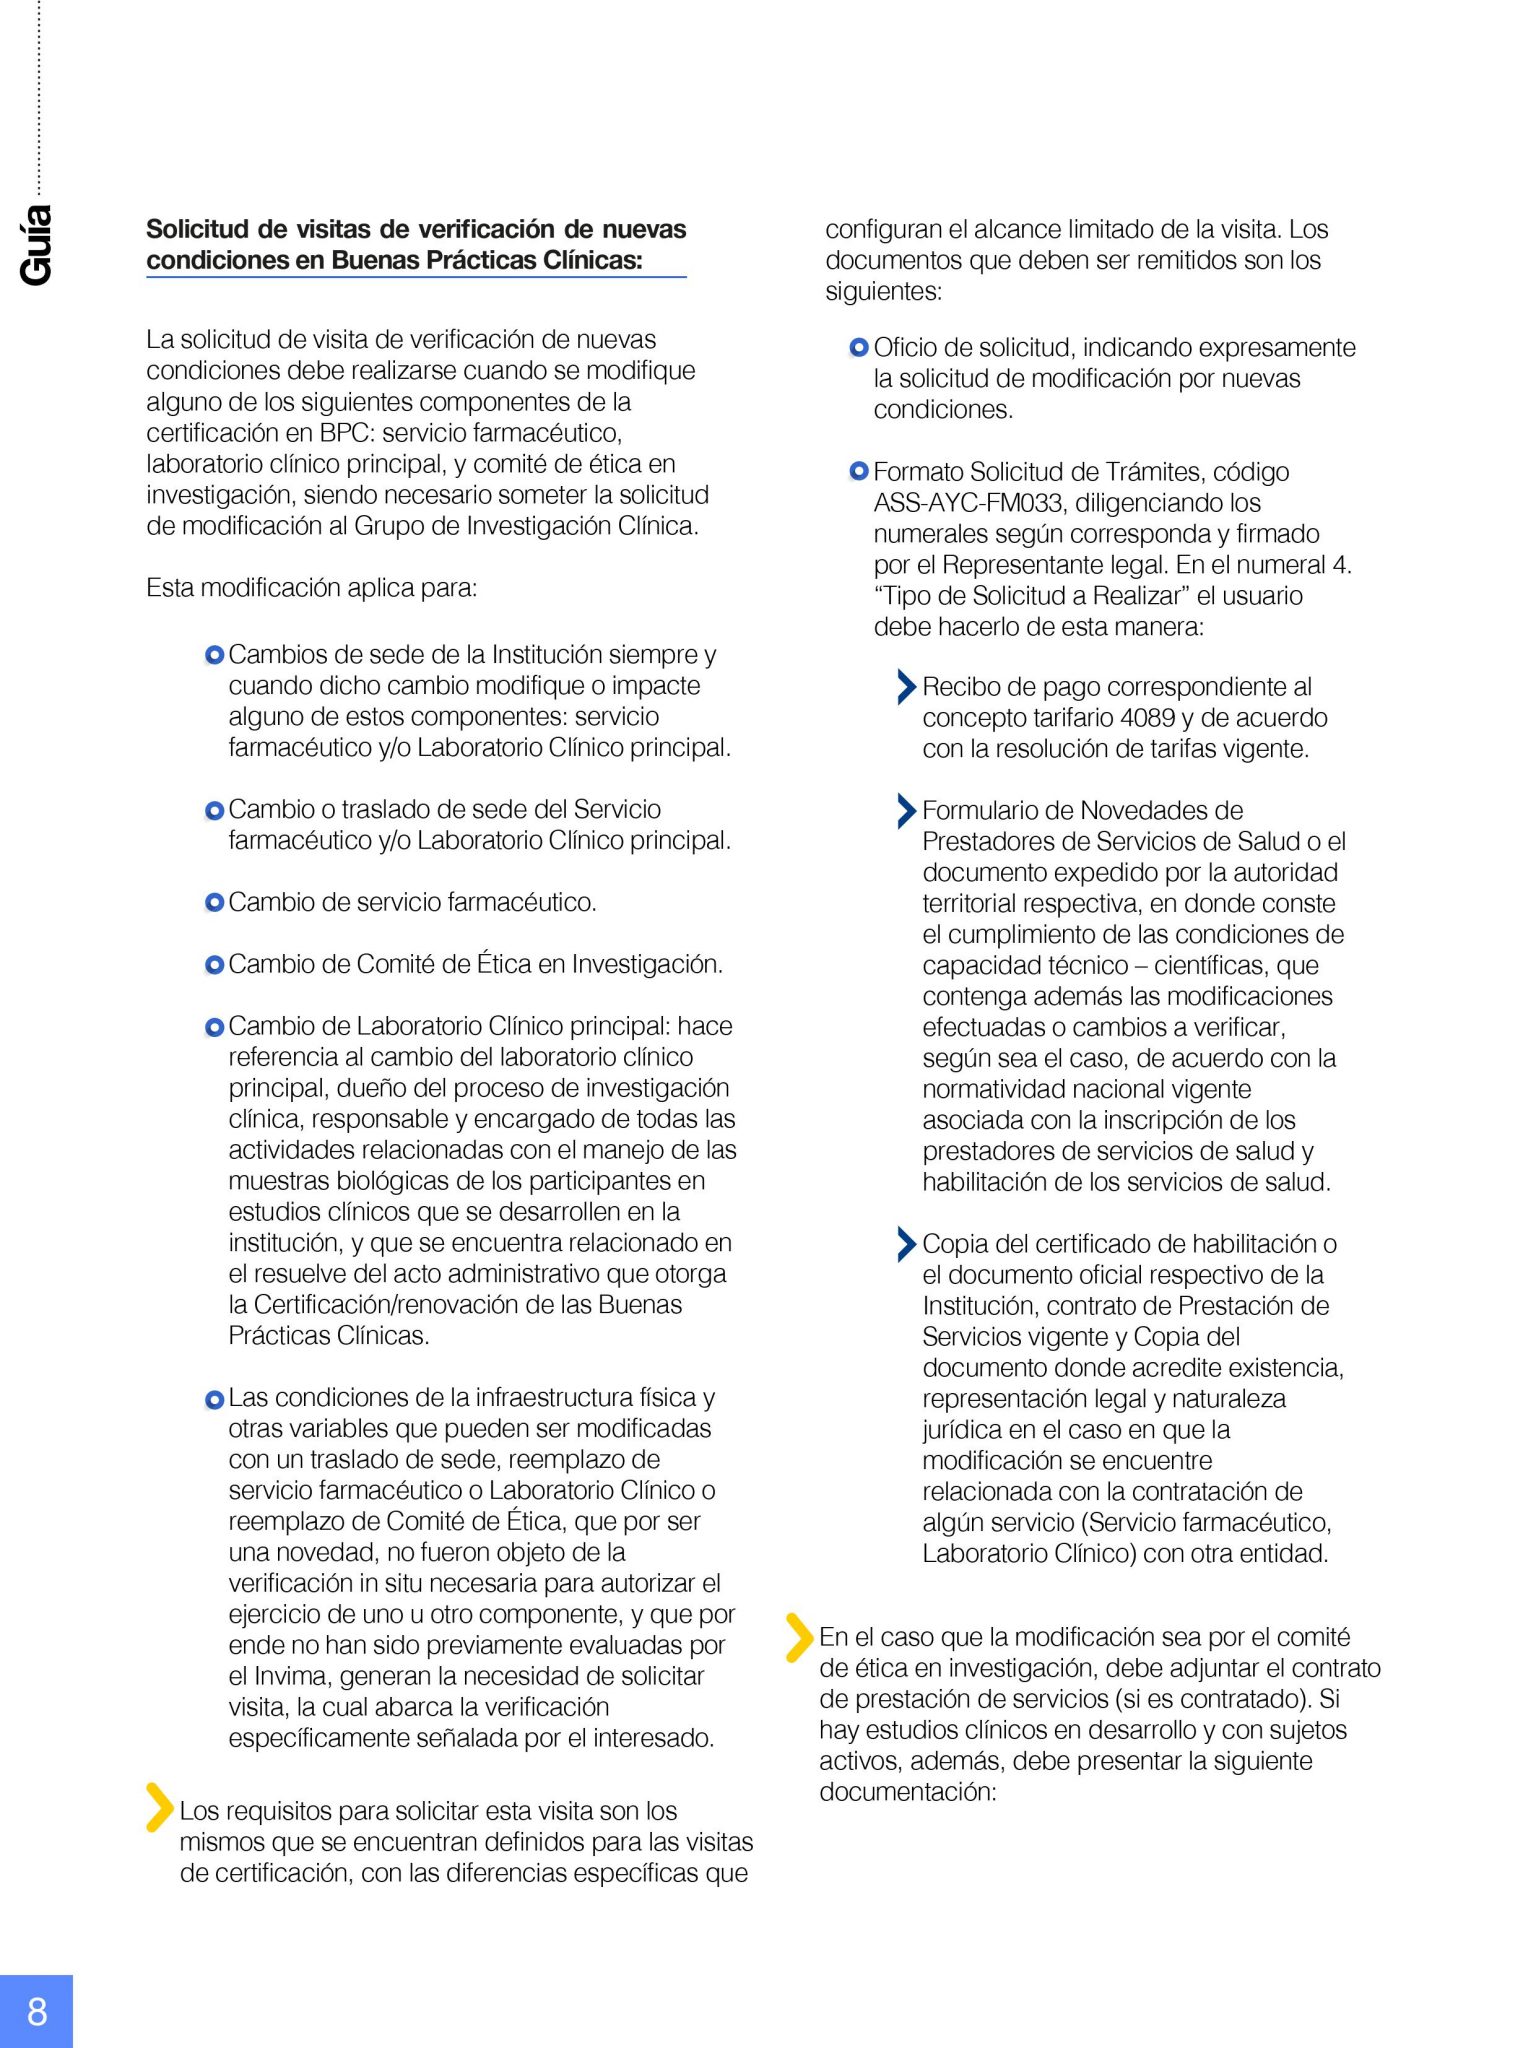 Guía
Solicitud de visitas de verificación de nuevas
condiciones en Buenas Prácticas Clínicas:
La solicitud de visita de verificación de nuevas
condiciones debe realizarse cuando se modifique
alguno de los siguientes componentes de la
certificación en BPC: servicio farmacéutico,
laboratorio clínico principal, y comité de ética en
investigación, siendo necesario someter la solicitud
de modificación al Grupo de Investigación Clínica.
Esta modificación aplica para:
Cambios de sede de la Institución siempre y
cuando dicho cambio modifique o impacte
alguno de estos componentes: servicio
farmacéutico y/o Laboratorio Clínico principal.
Cambio o traslado de sede del Servicio
farmacéutico y/o Laboratorio Clínico principal.
Cambio de servicio farmacéutico.
Cambio de Comité de Ética en Investigación.
Cambio de Laboratorio Clínico principal: hace
referencia al cambio del laboratorio clínico
principal, dueño del proceso de investigación
clínica, responsable y encargado de todas las
actividades relacionadas con el manejo de las
muestras biológicas de los participantes en
estudios clínicos que se desarrollen en la
institución, y que se encuentra relacionado en
el resuelve del acto administrativo que otorga
la Certificación/renovación de las Buenas
Prácticas Clínicas.
Las condiciones de la infraestructura física y
otras variables que pueden ser modificadas
con un traslado de sede, reemplazo de
servicio farmacéutico o Laboratorio Clínico o
reemplazo de Comité de Ética, que por ser
una novedad, no fueron objeto de la
verificación in situ necesaria para autorizar el
ejercicio de uno u otro componente, y que por
ende no han sido previamente evaluadas por
el Invima, generan la necesidad de solicitar
visita, la cual abarca la verificación
específicamente señalada por el interesado.
Los requisitos para solicitar esta visita son los
mismos que se encuentran definidos para las visitas
de certificación, con las diferencias específicas que
configuran el alcance limitado de la visita. Los
documentos que deben ser remitidos son los
siguientes:
Oficio de solicitud, indicando expresamente
la solicitud de modificación por nuevas
condiciones.
Formato Solicitud de Trámites, código
ASS-AYC-FM033, diligenciando los
numerales según corresponda y firmado
por el Representante legal. En el numeral 4.
“Tipo de Solicitud a Realizar” el usuario
debe hacerlo de esta manera:
Recibo de pago correspondiente al
concepto tarifario 4089 y de acuerdo
con la resolución de tarifas vigente.
Formulario de Novedades de
Prestadores de Servicios de Salud o el
documento expedido por la autoridad
territorial respectiva, en donde conste
el cumplimiento de las condiciones de
capacidad técnico – científicas, que
contenga además las modificaciones
efectuadas o cambios a verificar,
según sea el caso, de acuerdo con la
normatividad nacional vigente
asociada con la inscripción de los
prestadores de servicios de salud y
habilitación de los servicios de salud.
Copia del certificado de habilitación o
el documento oficial respectivo de la
Institución, contrato de Prestación de
Servicios vigente y Copia del
documento donde acredite existencia,
representación legal y naturaleza
jurídica en el caso en que la
modificación se encuentre
relacionada con la contratación de
algún servicio (Servicio farmacéutico,
Laboratorio Clínico) con otra entidad.
En el caso que la modificación sea por el comité
de ética en investigación, debe adjuntar el contrato
de prestación de servicios (si es contratado). Si
hay estudios clínicos en desarrollo y con sujetos
activos, además, debe presentar la siguiente
documentación:
8